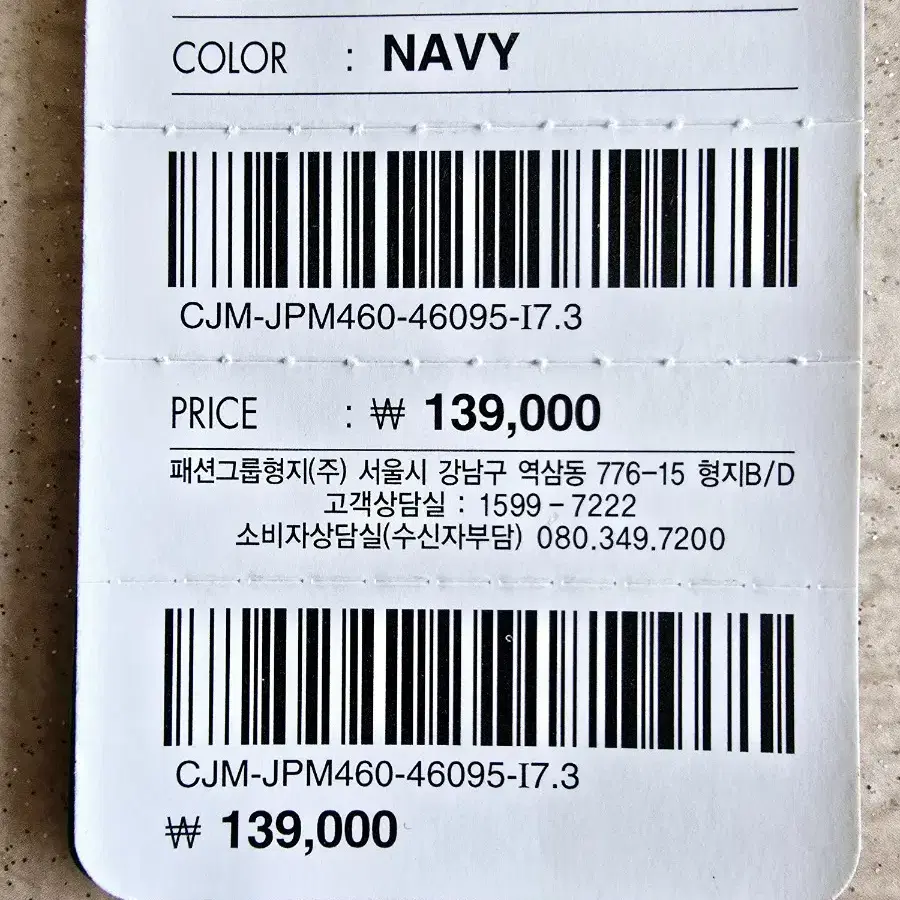 COLOR : NAVY
CJM-JPM460-46095-I7.3
PRICE : ₩ 139,000
패션그룹형지(주) 서울시 강남구 역삼동 776-15 형지B/D
고객상담실 : 1599-7222
소비자상담실(수신자부담) 080.349.7200
CJM-JPM460-46095-I7.3
₩ 139,000